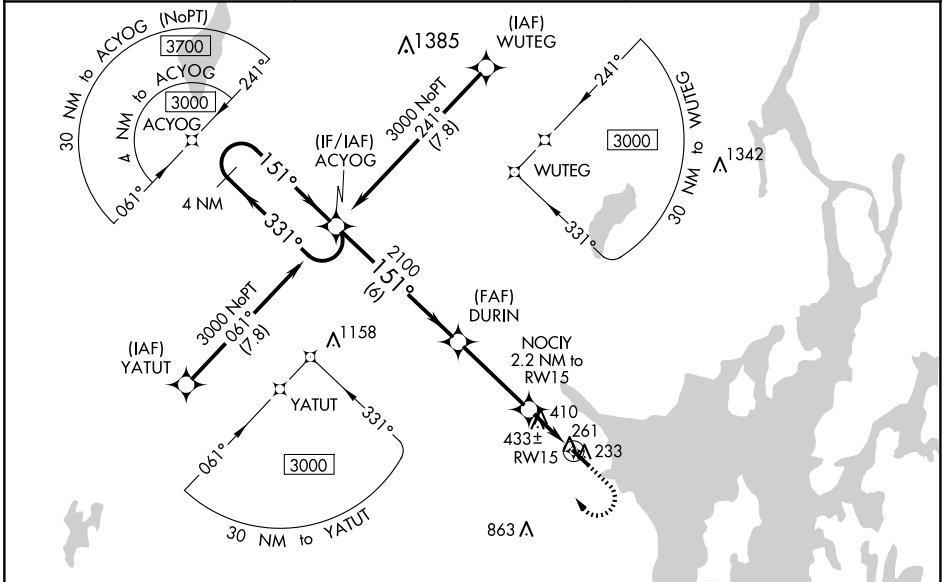 30 NM to ACYOG (NoPT)
3700
4 NM to ACYOG
3000
ACYOG
241°
061°
1385
(IAF)
WUTEG
3000 NoPT
241°
(7.8)
(IF/IAF)
ACYOG
151°
4 NM
331°
241°
3000
WUTEG
331°
30 NM to WUTEG
1342
2100
151°
(6)
(FAF)
DURIN
3000 NoPT
061°
(7.8)
(IAF)
YATUT
1158
YATUT
061°
331°
3000
30 NM to YATUT
NOCIY
2.2 NM to
RW15
410
433±
261
RW15
233
863